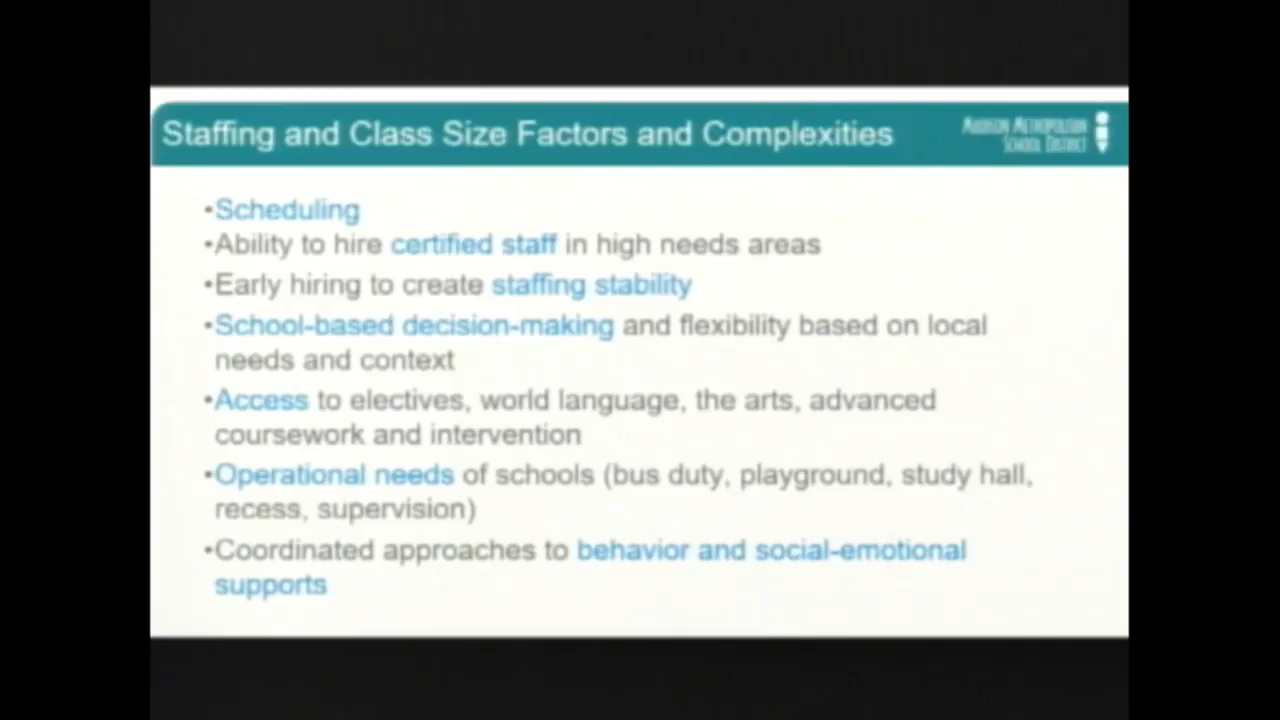 Staffing and Class Size Factors and Complexities
MADISON METROPOLITAN
SCHOOL DISTRICT
•Scheduling
•Ability to hire certified staff in high needs areas
•Early hiring to create staffing stability
•School-based decision-making and flexibility based on local
needs and context
•Access to electives, world language, the arts, advanced
coursework and intervention
•Operational needs of schools (bus duty, playground, study hall,
recess, supervision)
•Coordinated approaches to behavior and social-emotional
supports